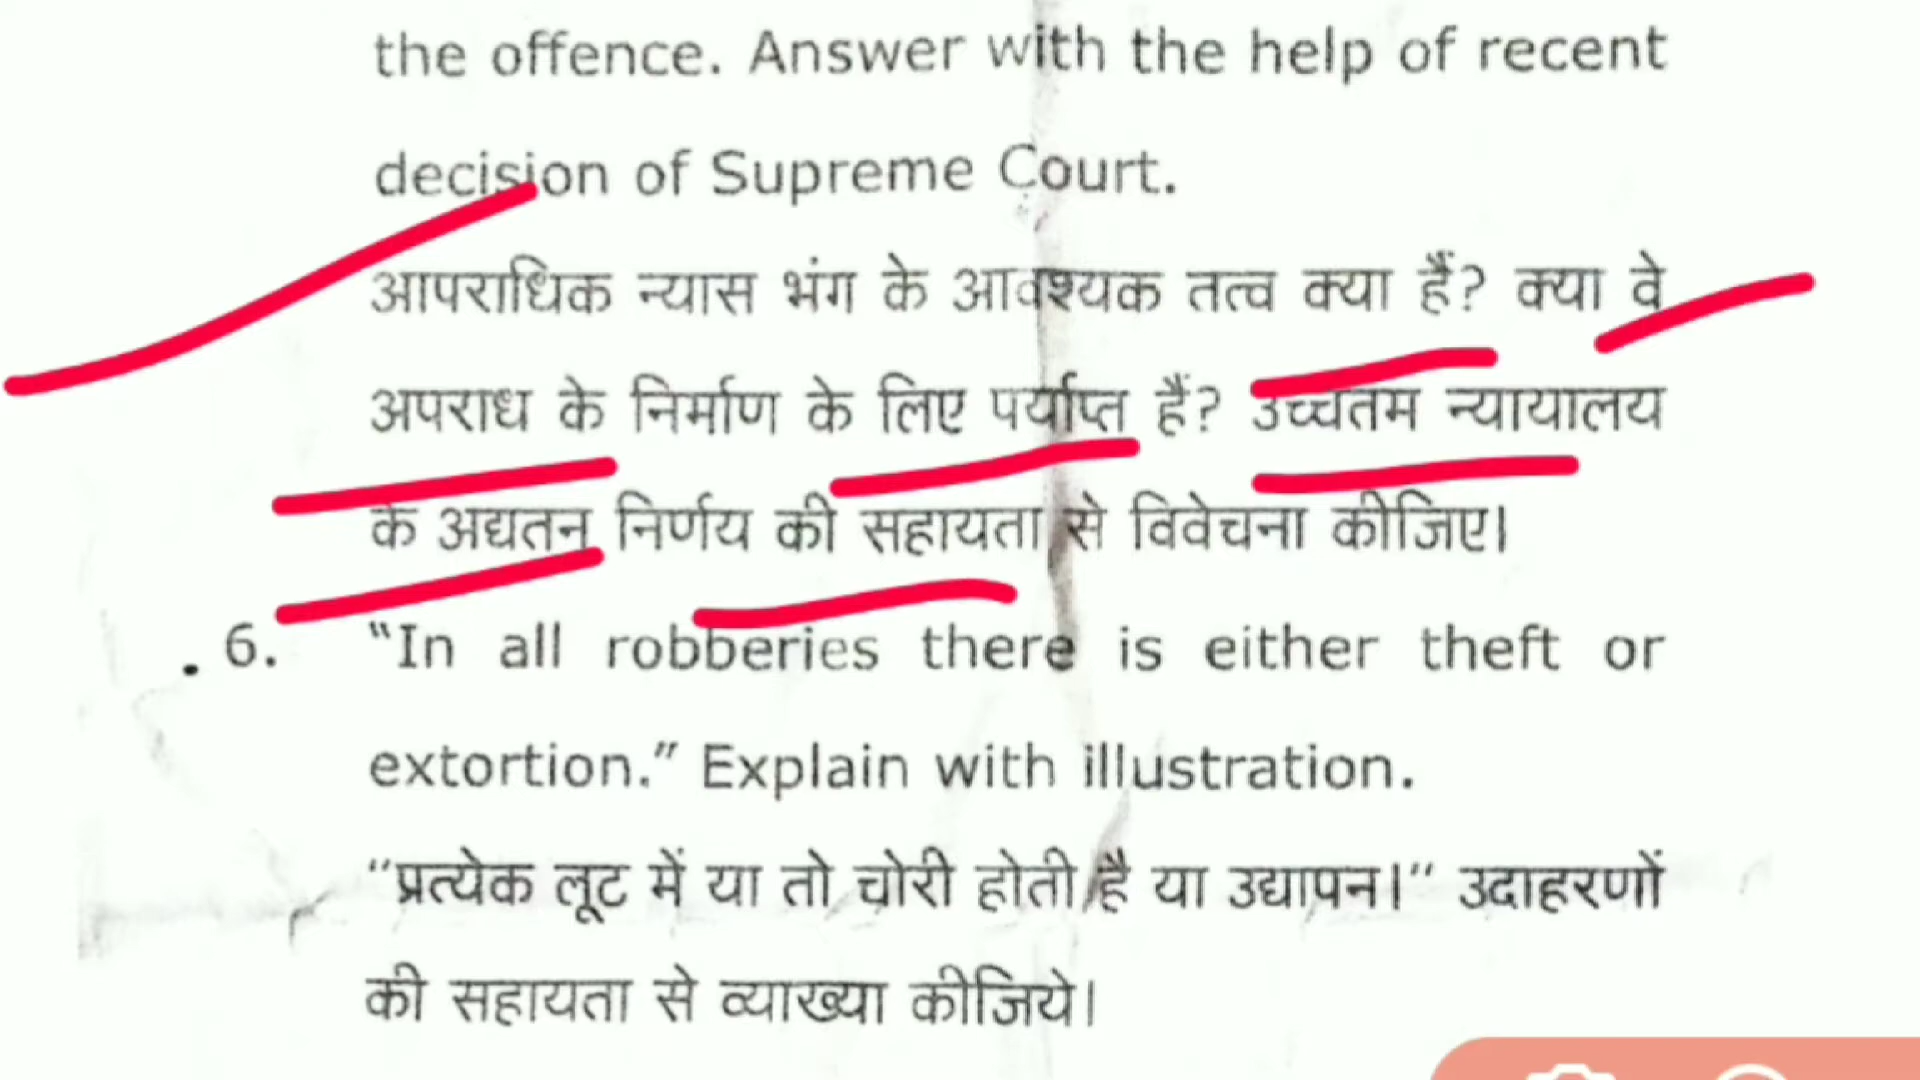 the offence. Answer with the help of recent
decision of Supreme Court.
आपराधिक न्यास भंग के आवश्यक तत्व क्या हैं? क्या वे
अपराध के निर्माण के लिए पर्याप्त हैं? उच्चतम न्यायालय
के अद्यतन निर्णय की सहायता से विवेचना कीजिए।
6. “In all robberies there is either theft or
extortion.” Explain with illustration.
“प्रत्येक लूट में या तो चोरी होती है या उद्यापन।“ उदाहरणों
की सहायता से व्याख्या कीजिये।